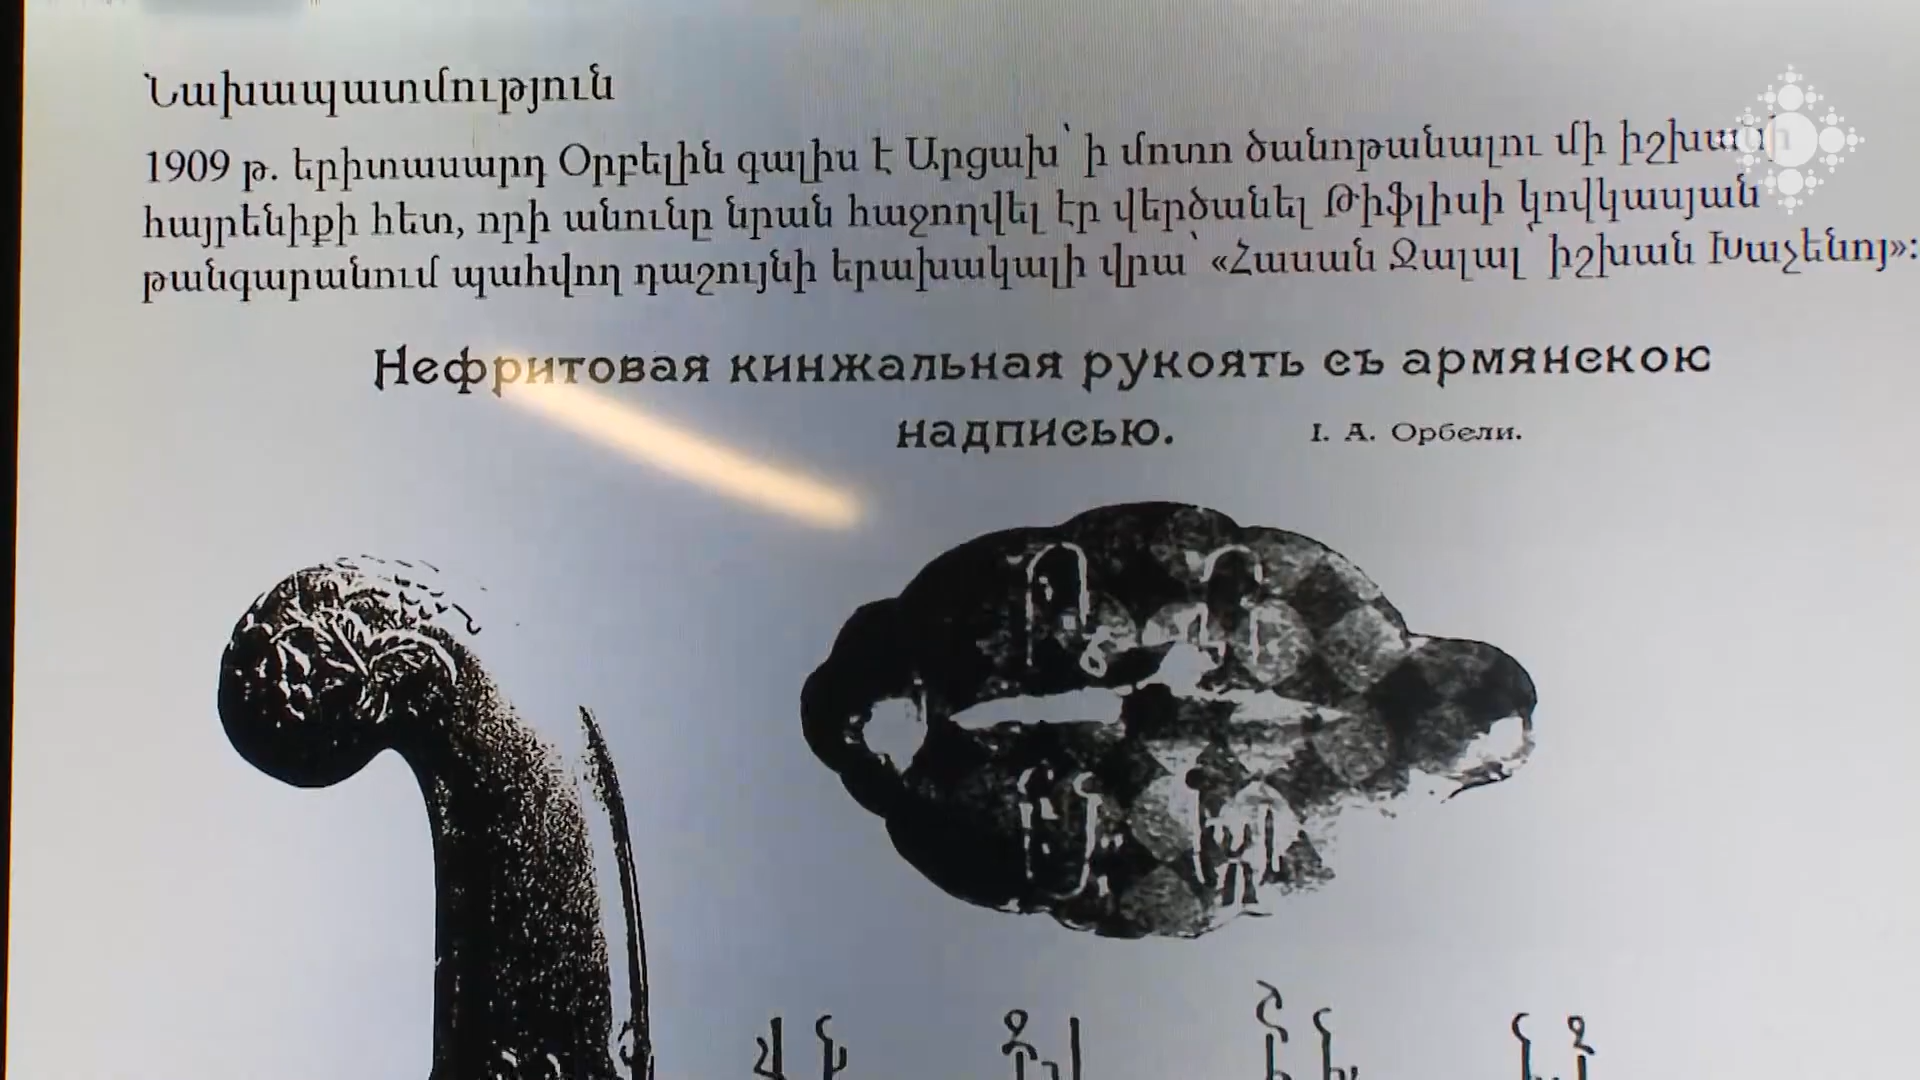 Նախապատմություն
1909 թ. երիտասարդ Օրբելին գալիս է Արցախ՝ ի մոտո ծանոթանալու մի իշխանի
հայրենիքի հետ, որի անունը նրան հաջողվել էր վերծանել Թիֆլիսի կովկասյան
թանգարանում պահվող դաշույնի երախակալի վրա՝ «Հասան Ջալալ՝ իշխան Խաչենոյ»:
Нефритовая кинжальная рукоять съ армянскою
надписью. І. А. Орбели.